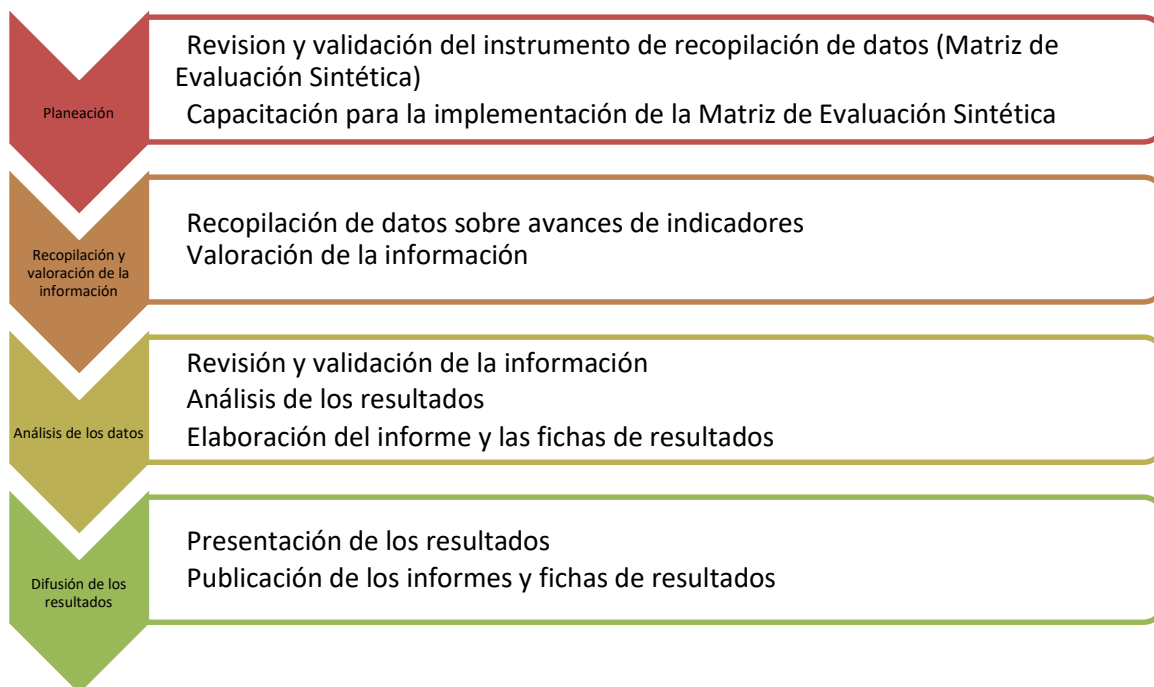 Planeación
Revision y validación del instrumento de recopilación de datos (Matriz de
Evaluación Sintética)
Capacitación para la implementación de la Matriz de Evaluación Sintética
Recopilación y
valoración de la
información
Recopilación de datos sobre avances de indicadores
Valoración de la información
Análisis de los datos
Revisión y validación de la información
Análisis de los resultados
Elaboración del informe y las fichas de resultados
Difusión de los
resultados
Presentación de los resultados
Publicación de los informes y fichas de resultados